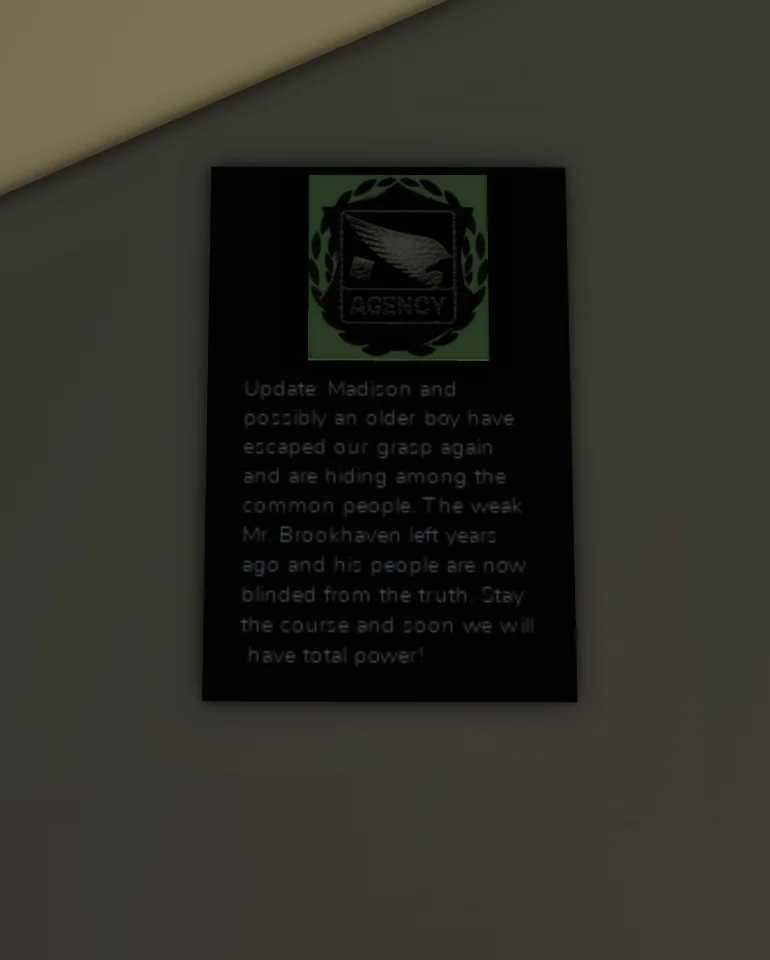 AGENCY
Update: Madison and
possibly an older boy have
escaped our grasp again
and are hiding among the
common people. The weak
Mr. Brookhaven left years
ago and his people are now
blinded from the truth. Stay
the course and soon we will
have total power!